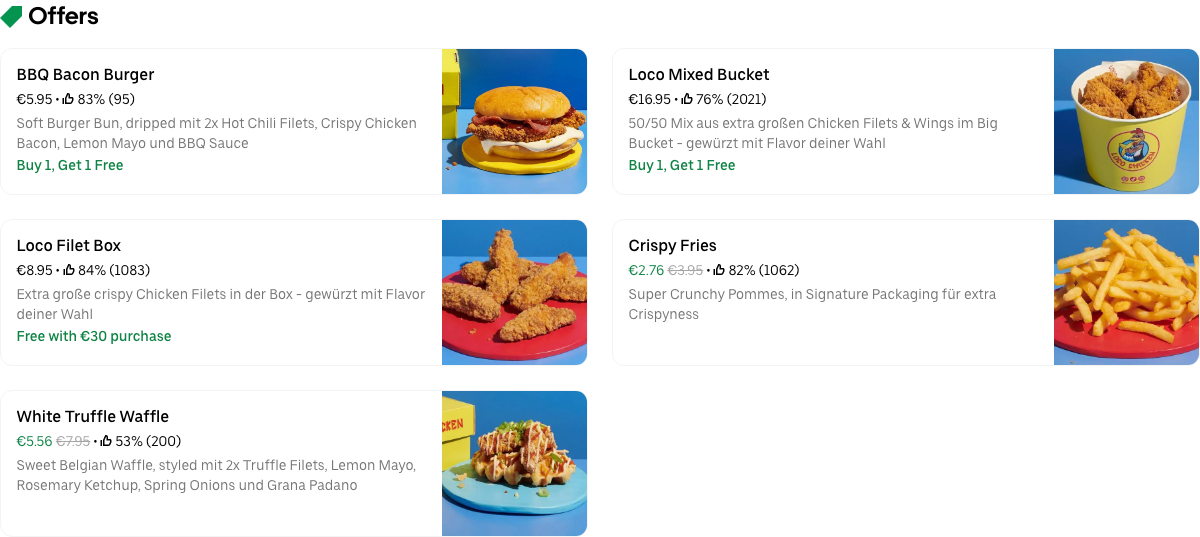 Offers
BBQ Bacon Burger
€5.95 • 83% (95)
Soft Burger Bun, dripped mit 2x Hot Chili Filets, Crispy Chicken
Bacon, Lemon Mayo und BBQ Sauce
Buy 1, Get 1 Free
Loco Mixed Bucket
€16.95 • 76% (2021)
50/50 Mix aus extra großen Chicken Filets & Wings im Big
Bucket - gewürzt mit Flavor deiner Wahl
Buy 1, Get 1 Free
LOCO CHICKEN
Loco Filet Box
€8.95 • 84% (1083)
Extra große crispy Chicken Filets in der Box - gewürzt mit Flavor
deiner Wahl
Free with €30 purchase
Crispy Fries
€2.76 €3.95 • 82% (1062)
Super Crunchy Pommes, in Signature Packaging für extra
Crispyness
White Truffle Waffle
€5.56 €7.95 • 53% (200)
Sweet Belgian Waffle, styled mit 2x Truffle Filets, Lemon Mayo,
Rosemary Ketchup, Spring Onions und Grana Padano
CKEN